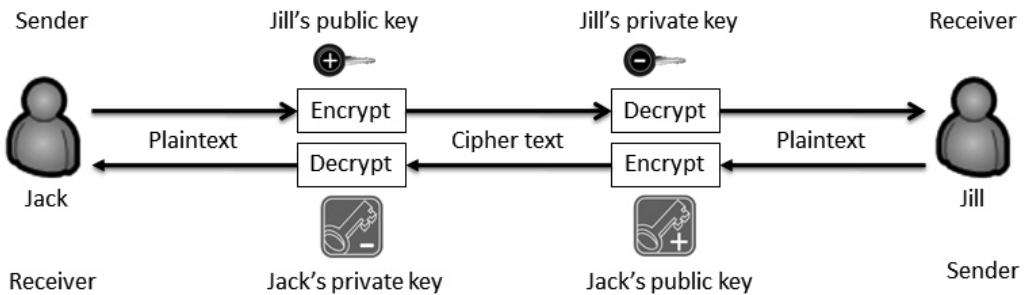 Sender Jill's public key Jill's private key Receiver
+ -
Encrypt Decrypt
Plaintext Cipher text Plaintext
Decrypt Encrypt
Jack Jill
- +
Receiver Jack's private key Jack's public key Sender